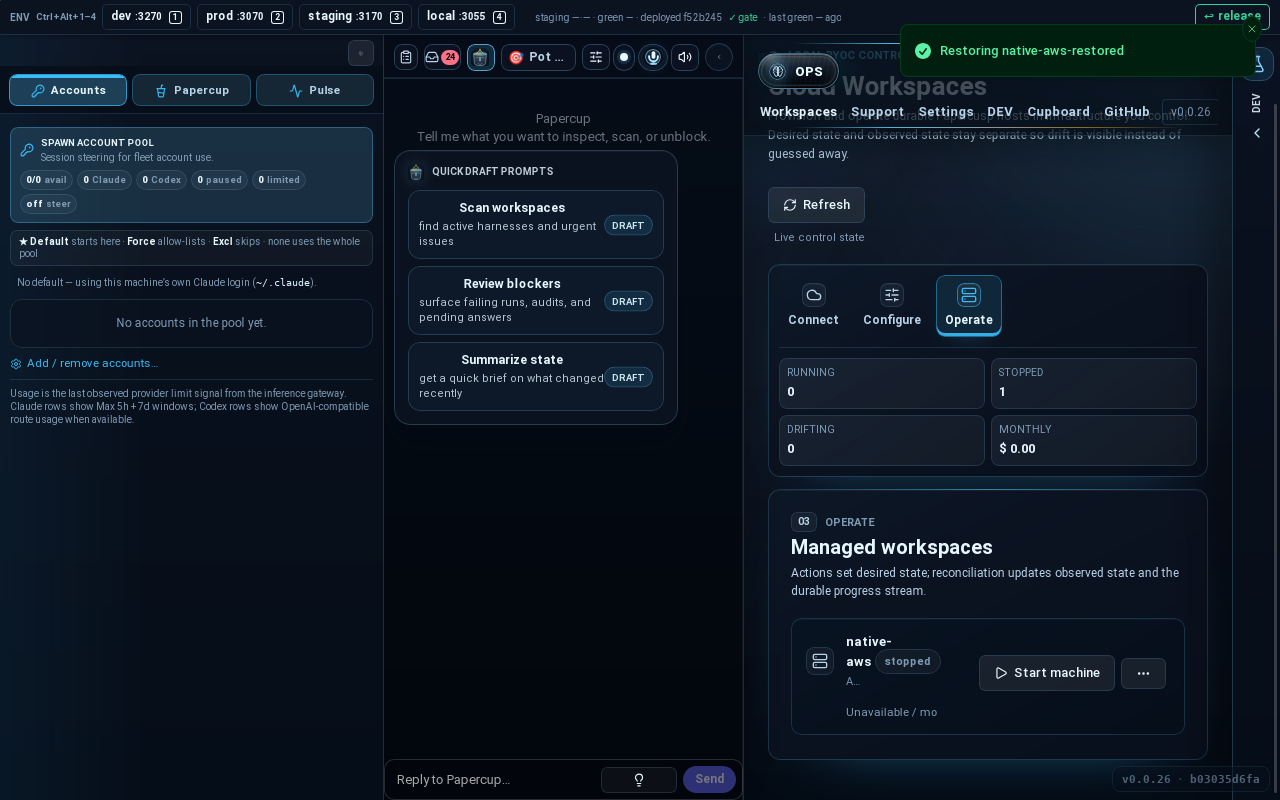 ENV Ctrl+Alt+1–4 dev :3270 1 prod :3070 2 staging :3170 3 local :3055 4 staging — — · green — · deployed f52b245 ✓ gate · last green — ago ↩ release
Restoring native-aws-restored
Accounts Papercup Pulse
SPAWN ACCOUNT POOL
Session steering for fleet account use.
0/0 avail 0 Claude 0 Codex 0 paused 0 limited
off steer
★ Default starts here · Force allow-lists · Excl skips · none uses the whole
pool
No default — using this machine's own Claude login (~/.claude).
No accounts in the pool yet.
Add / remove accounts…
Usage is the last observed provider limit signal from the inference gateway.
Claude rows show Max 5h + 7d windows; Codex rows show OpenAI-compatible
route usage when available.
24 Pot ...
Papercup
Tell me what you want to inspect, scan, or unblock.
QUICK DRAFT PROMPTS
Scan workspaces
find active harnesses and urgent
issues
DRAFT
Review blockers
surface failing runs, audits, and
pending answers
DRAFT
Summarize state
get a quick brief on what changed
recently
DRAFT
Reply to Papercup…
Send
OPS
Cloud Workspaces
Workspaces Support Settings DEV Cupboard GitHub v0.0.26
Desired state and observed state stay separate so drift is visible instead of
guessed away.
Refresh
Live control state
Connect Configure Operate
RUNNING
0
STOPPED
1
DRIFTING
0
MONTHLY
$ 0.00
03 OPERATE
Managed workspaces
Actions set desired state; reconciliation updates observed state and the
durable progress stream.
native-
aws stopped
A…
Unavailable / mo
Start machine
DEV
v0.0.26 · b03035d6fa